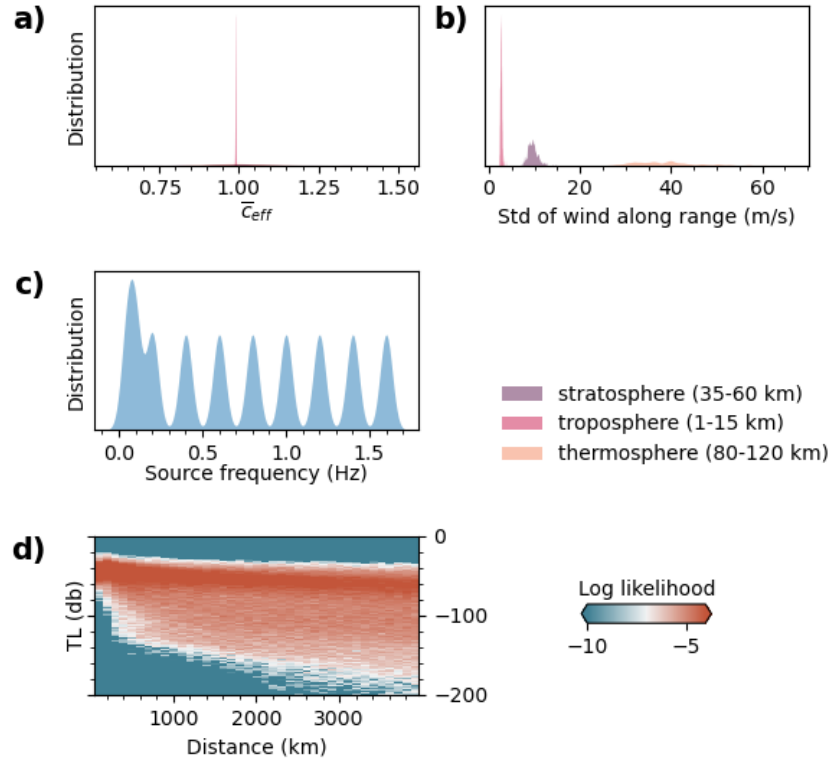 a)
Distribution
0.75 1.00 1.25 1.50
c̅eff
b)
0 20 40 60
Std of wind along range (m/s)
c)
Distribution
0.0 0.5 1.0 1.5
Source frequency (Hz)
stratosphere (35-60 km)
troposphere (1-15 km)
thermosphere (80-120 km)
d)
TL (db)
0
−100
−200
1000 2000 3000
Distance (km)
Log likelihood
−10 −5